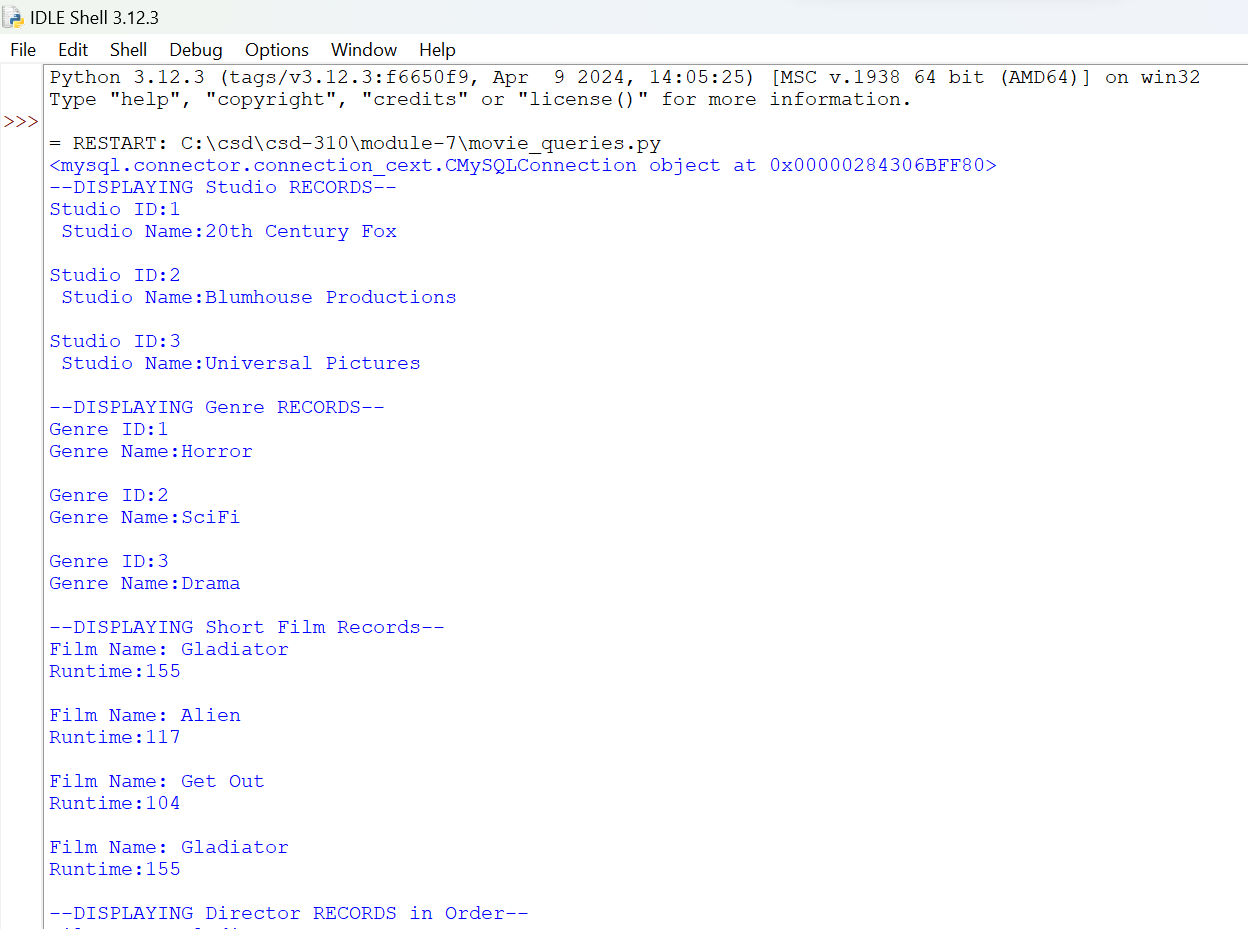 IDLE Shell 3.12.3
File Edit Shell Debug Options Window Help
Python 3.12.3 (tags/v3.12.3:f6650f9, Apr  9 2024, 14:05:25) [MSC v.1938 64 bit (AMD64)] on win32
Type "help", "copyright", "credits" or "license()" for more information.
>>>
= RESTART: C:\csd\csd-310\module-7\movie_queries.py
<mysql.connector.connection_cext.CMySQLConnection object at 0x00000284306BFF80>
--DISPLAYING Studio RECORDS--
Studio ID:1
 Studio Name:20th Century Fox

Studio ID:2
 Studio Name:Blumhouse Productions

Studio ID:3
 Studio Name:Universal Pictures

--DISPLAYING Genre RECORDS--
Genre ID:1
Genre Name:Horror

Genre ID:2
Genre Name:SciFi

Genre ID:3
Genre Name:Drama

--DISPLAYING Short Film Records--
Film Name: Gladiator
Runtime:155

Film Name: Alien
Runtime:117

Film Name: Get Out
Runtime:104

Film Name: Gladiator
Runtime:155

--DISPLAYING Director RECORDS in Order--